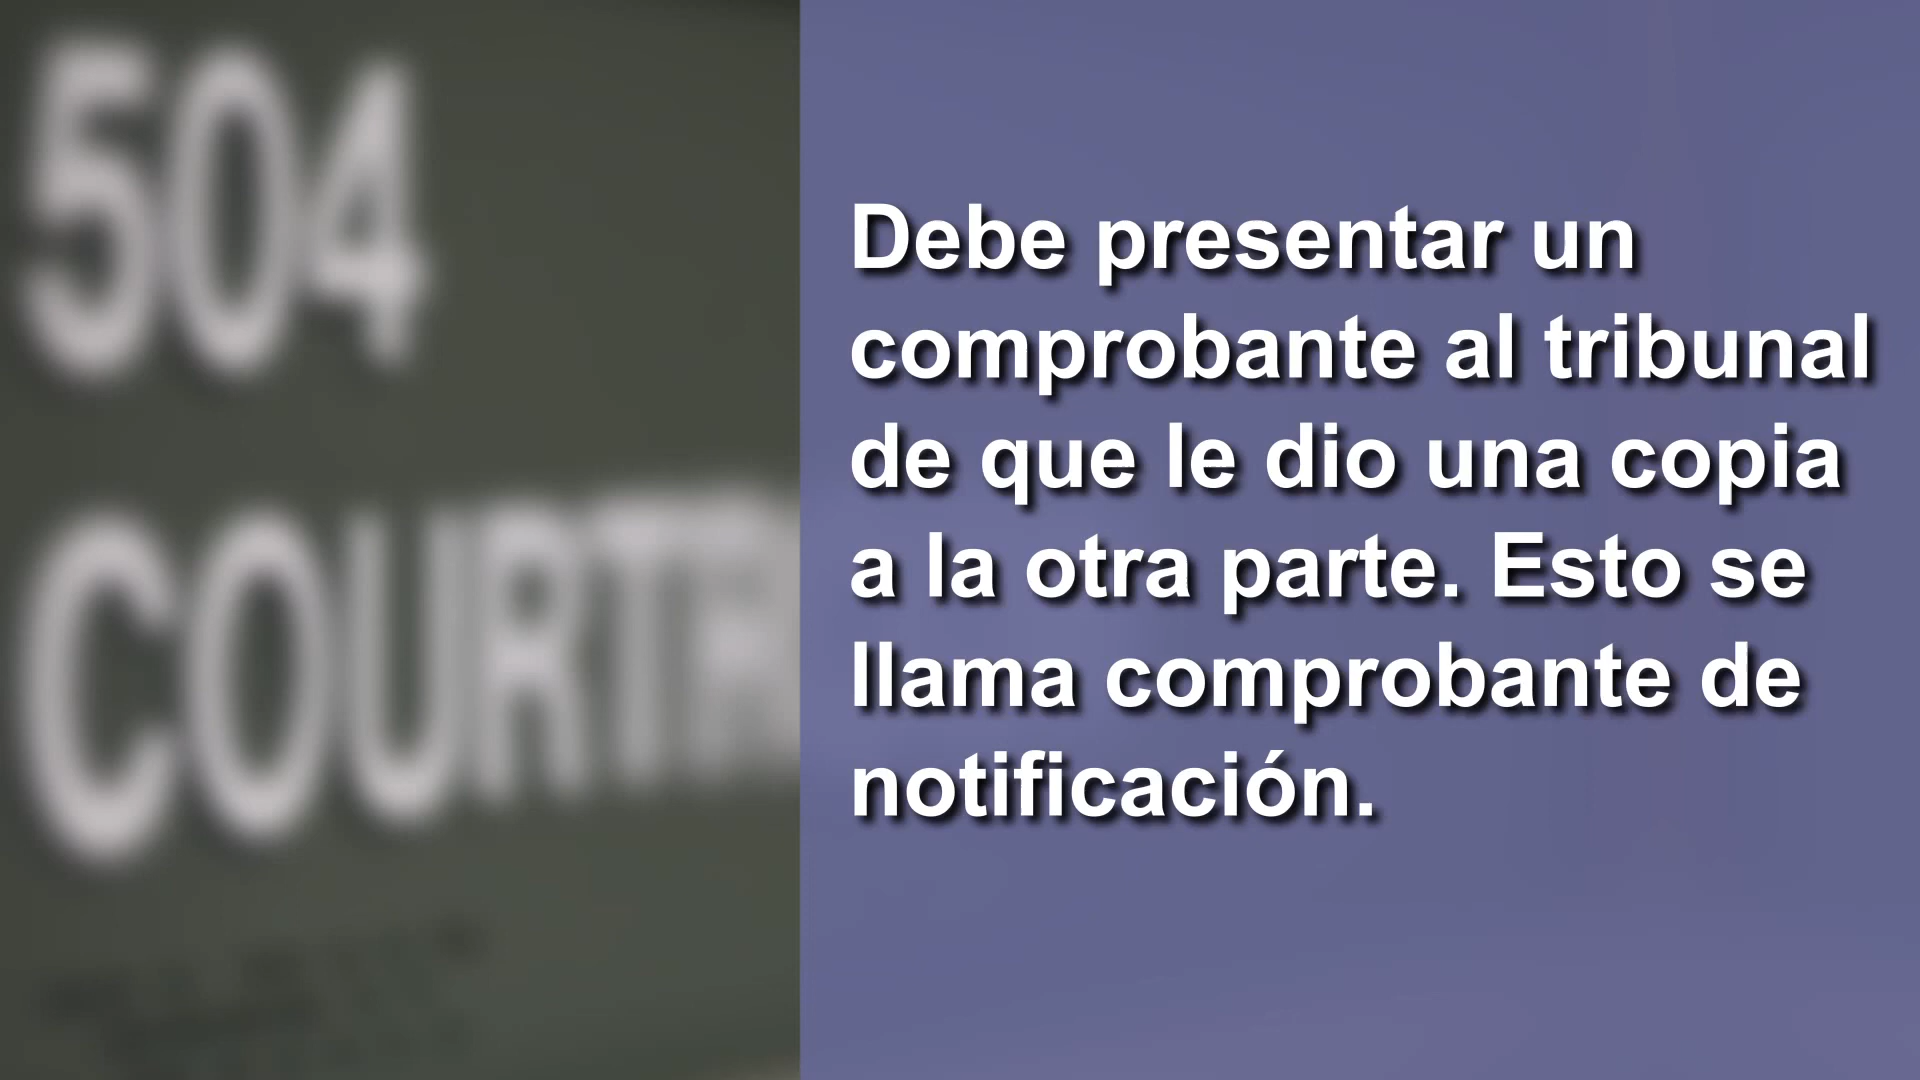 504
COURTR
Debe presentar un
comprobante al tribunal
de que le dio una copia
a la otra parte. Esto se
llama comprobante de
notificación.